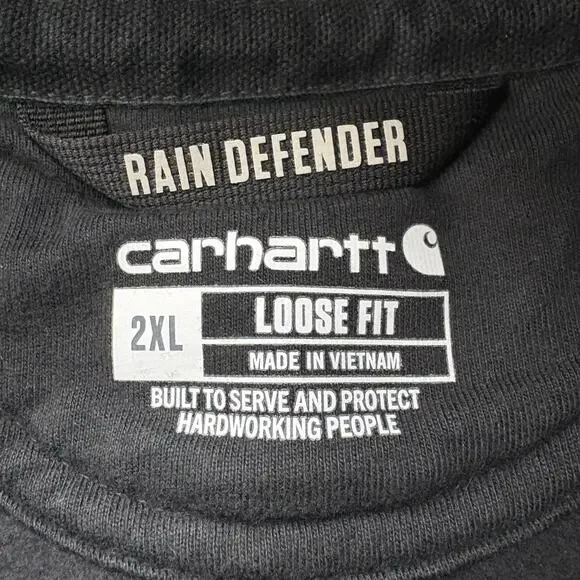 RAIN DEFENDER
carhartt
2XL
LOOSE FIT
MADE IN VIETNAM
BUILT TO SERVE AND PROTECT
HARDWORKING PEOPLE